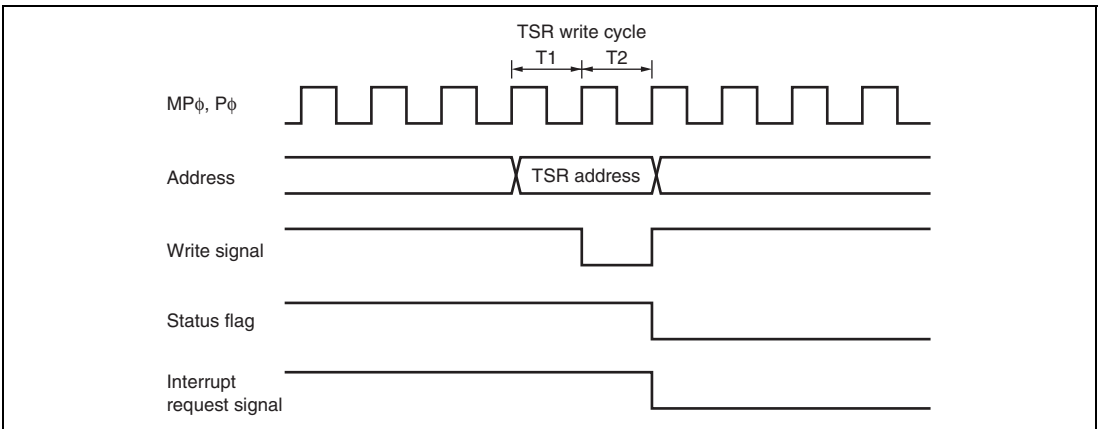 TSR write cycle
T1 T2
MPφ, Pφ
Address
TSR address
Write signal
Status flag
Interrupt
request signal